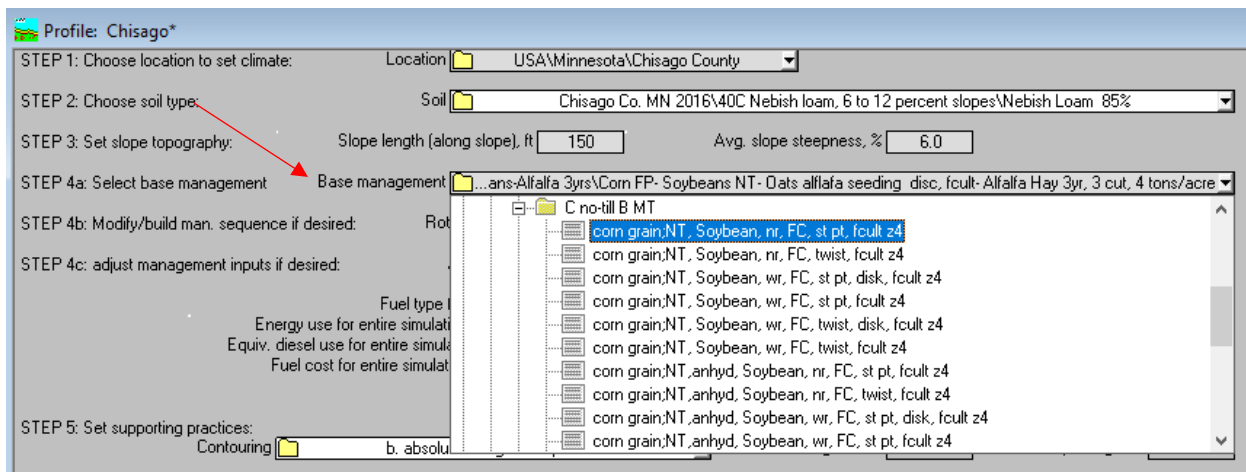 Profile: Chisago*
STEP 1: Choose location to set climate: Location USA\Minnesota\Chisago County
STEP 2: Choose soil type: Soil Chisago Co. MN 2016\40C Nebish loam, 6 to 12 percent slopes\Nebish Loam 85%
STEP 3: Set slope topography: Slope length (along slope), ft 150 Avg. slope steepness, % 6.0
STEP 4a: Select base management Base management ...ans-Alfalfa 3yrs\Corn FP- Soybeans NT- Oats alflafa seeding disc, fcult- Alfalfa Hay 3yr, 3 cut, 4 tons/acre
C no-till B MT
STEP 4b: Modify/build man. sequence if desired: Rot corn grain;NT, Soybean, nr, FC, st pt, fcult z4
corn grain;NT, Soybean, nr, FC, twist, fcult z4
STEP 4c: adjust management inputs if desired: corn grain;NT, Soybean, wr, FC, st pt, disk, fcult z4
Fuel type corn grain;NT, Soybean, wr, FC, st pt, fcult z4
Energy use for entire simulati corn grain;NT, Soybean, wr, FC, twist, disk, fcult z4
Equiv. diesel use for entire simula corn grain;NT, Soybean, wr, FC, twist, fcult z4
Fuel cost for entire simulat corn grain;NT,anhyd, Soybean, nr, FC, st pt, fcult z4
corn grain;NT,anhyd, Soybean, nr, FC, twist, fcult z4
STEP 5: Set supporting practices: corn grain;NT,anhyd, Soybean, wr, FC, st pt, disk, fcult z4
Contouring b. absolu corn grain;NT,anhyd, Soybean, wr, FC, st pt, fcult z4